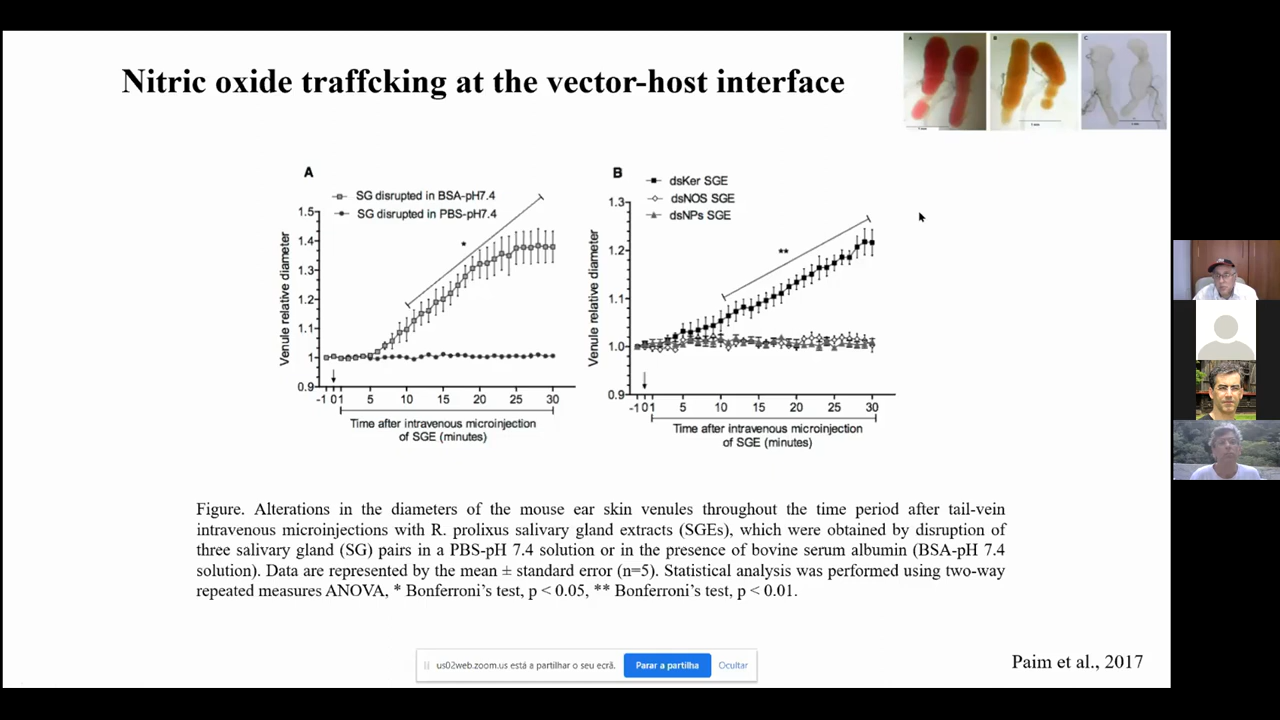 Nitric oxide traffcking at the vector-host interface
A
B
C
1 mm
1 mm
A
SG disrupted in BSA-pH7.4
SG disrupted in PBS-pH7.4
1.5
1.4
1.3
1.2
1.1
1
0.9
Venule relative diameter
*
-1 0 1 5 10 15 20 25 30
Time after intravenous microinjection
of SGE (minutes)
B
dsKer SGE
dsNOS SGE
dsNPs SGE
1.3
1.2
1.1
1.0
0.9
Venule relative diameter
**
-1 0 1 5 10 15 20 25 30
Time after intravenous microinjection
of SGE (minutes)
Figure. Alterations in the diameters of the mouse ear skin venules throughout the time period after tail-vein
intravenous microinjections with R. prolixus salivary gland extracts (SGEs), which were obtained by disruption of
three salivary gland (SG) pairs in a PBS-pH 7.4 solution or in the presence of bovine serum albumin (BSA-pH 7.4
solution). Data are represented by the mean ± standard error (n=5). Statistical analysis was performed using two-way
repeated measures ANOVA, * Bonferroni’s test, p < 0.05, ** Bonferroni’s test, p < 0.01.
us02web.zoom.us está a partilhar o seu ecrã.
Parar a partilha
Ocultar
Paim et al., 2017